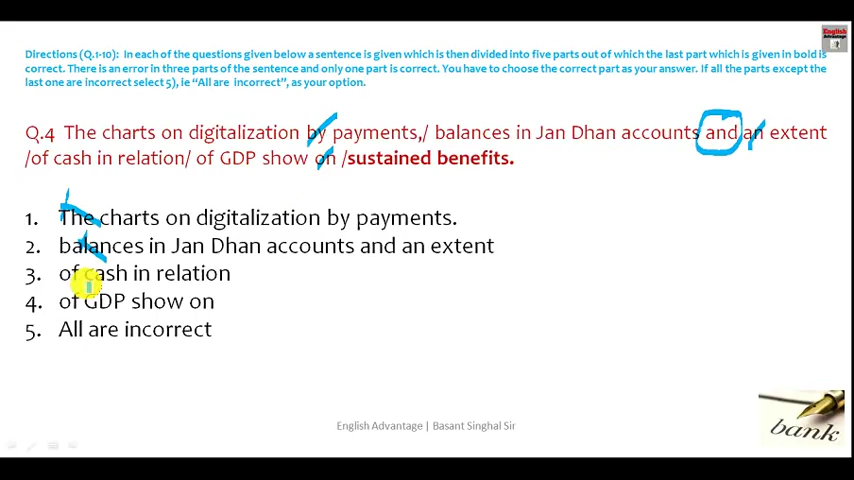 English
Advantage
Directions (Q.1-10): In each of the questions given below a sentence is given which is then divided into five parts out of which the last part which is given in bold is
correct. There is an error in three parts of the sentence and only one part is correct. You have to choose the correct part as your answer. If all the parts except the
last one are incorrect select 5), ie “All are incorrect”, as your option.
Q.4 The charts on digitalization by payments,/ balances in Jan Dhan accounts and an extent
/of cash in relation/ of GDP show on /sustained benefits.
1. The charts on digitalization by payments.
2. balances in Jan Dhan accounts and an extent
3. of cash in relation
4. of GDP show on
5. All are incorrect
English Advantage | Basant Singhal Sir
bank